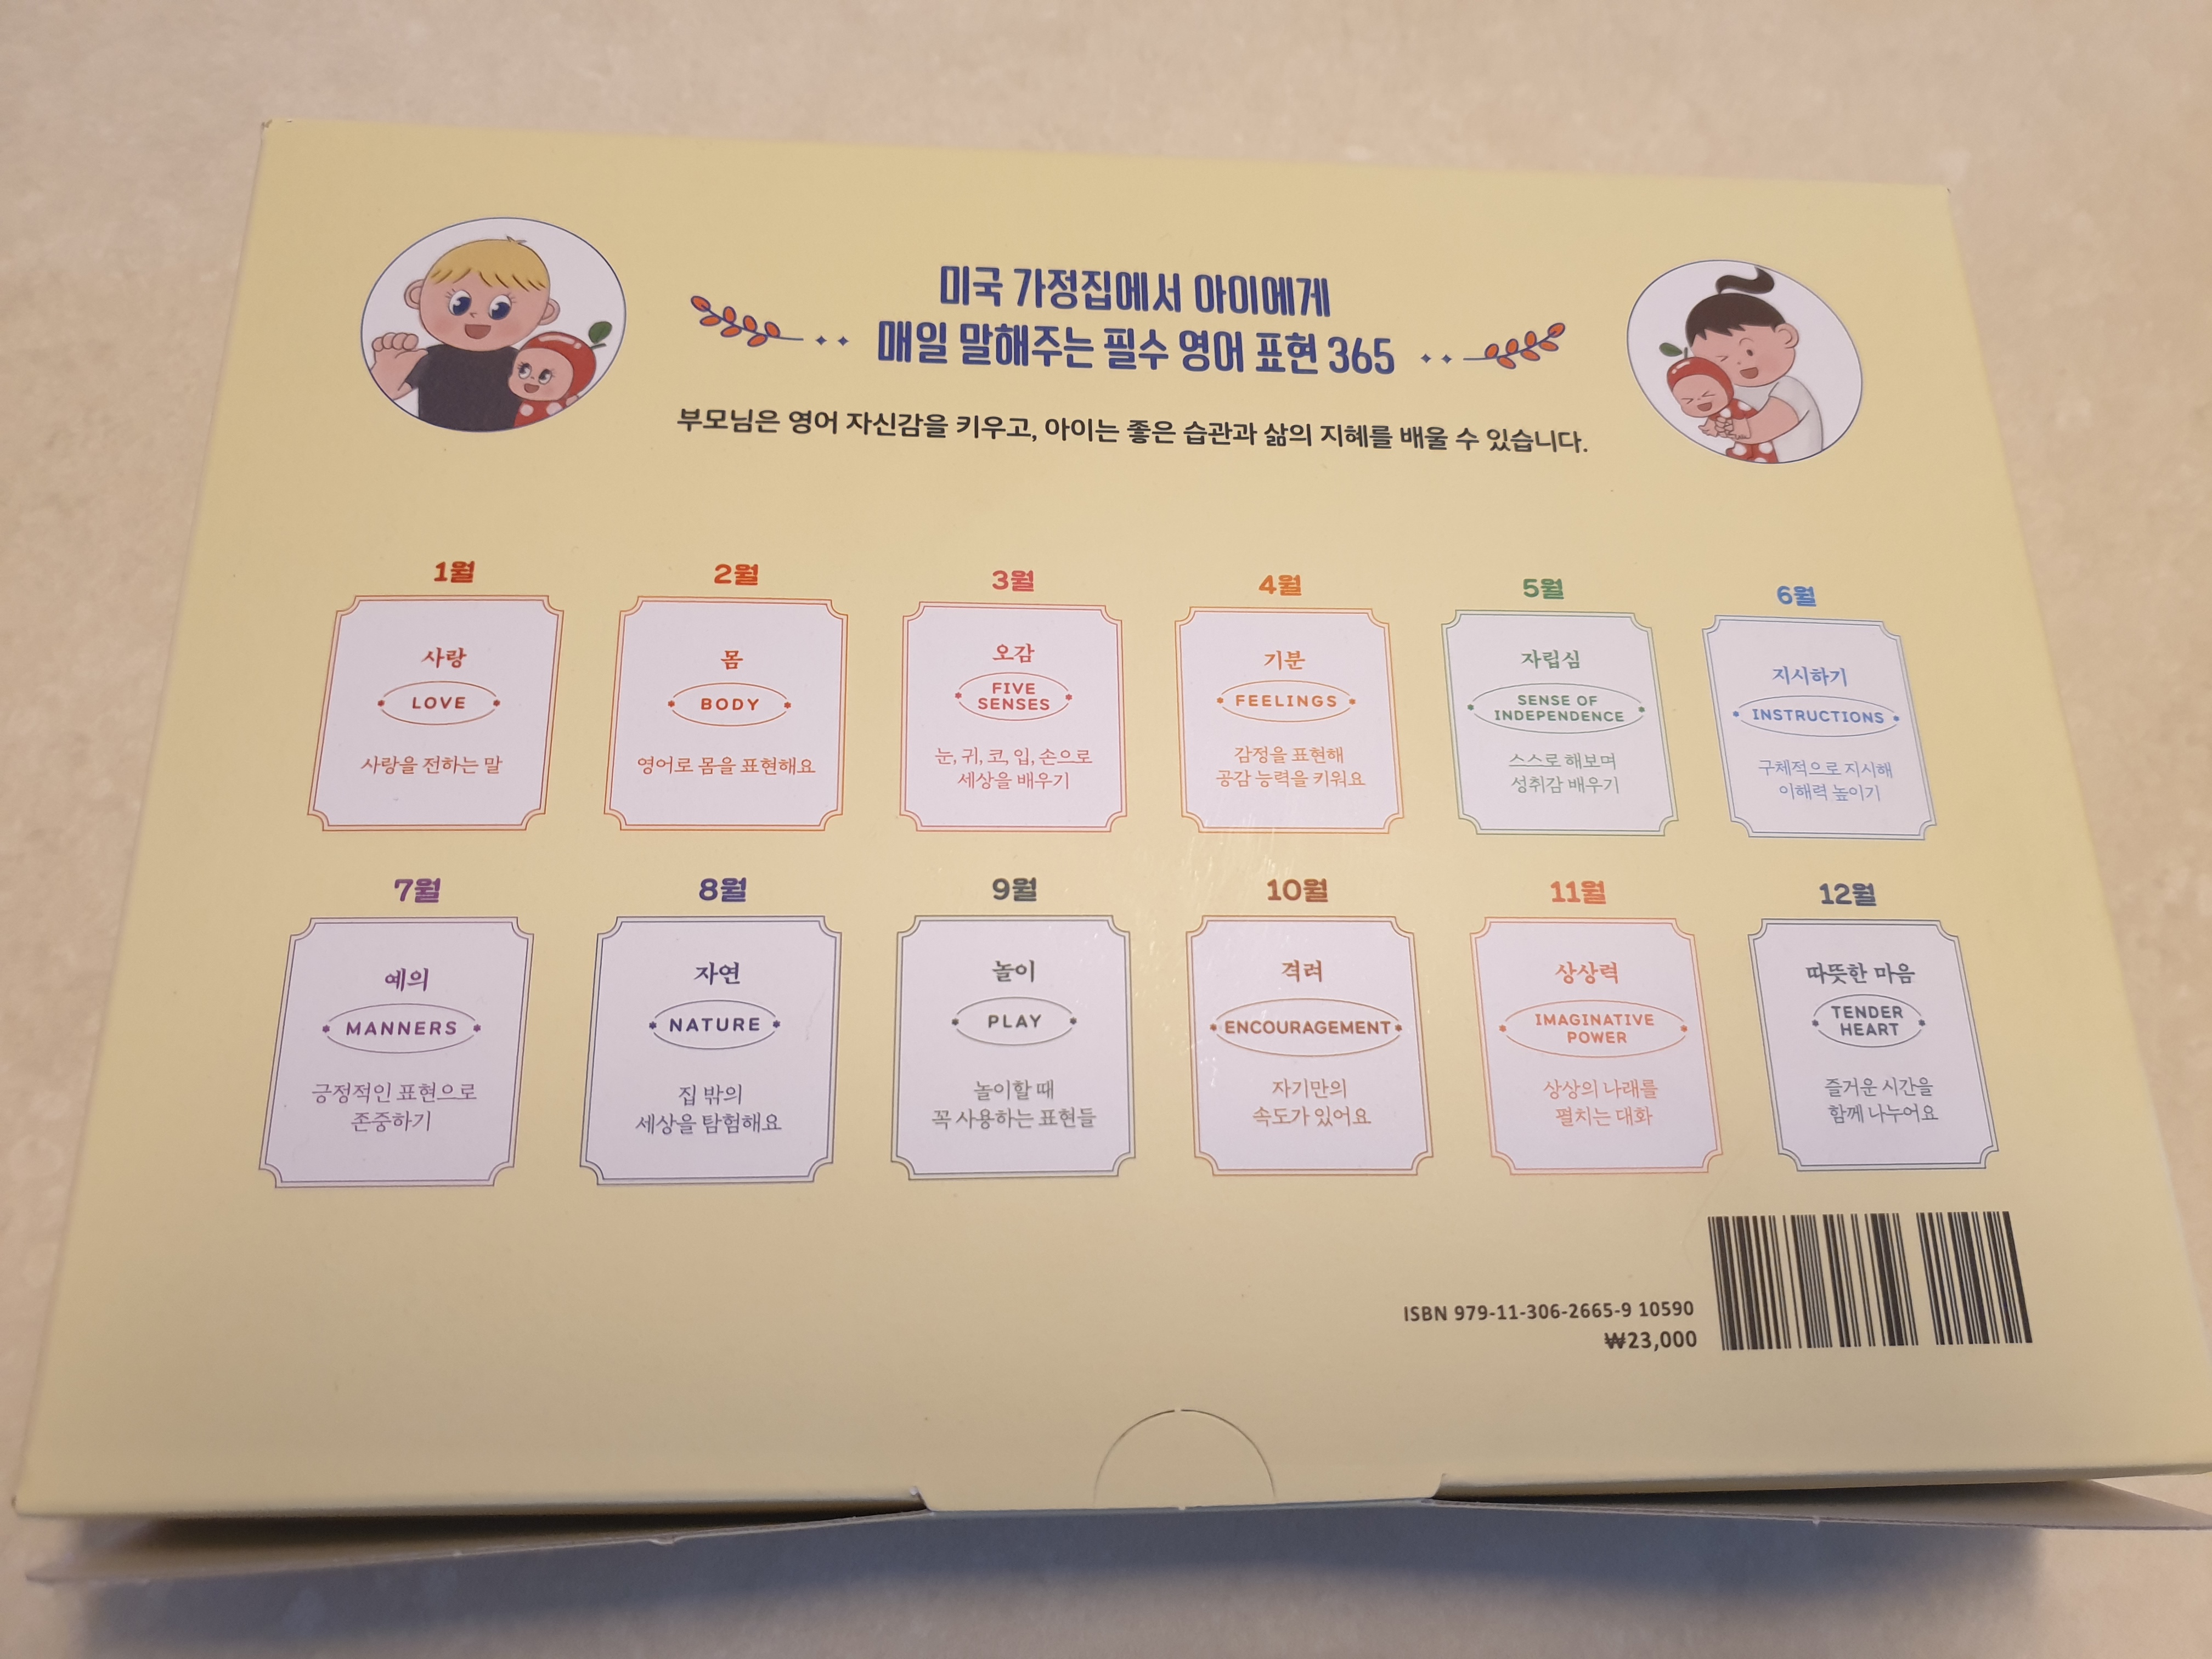 미국 가정집에서 아이에게
매일 말해주는 필수 영어 표현 365
부모님은 영어 자신감을 키우고, 아이는 좋은 습관과 삶의 지혜를 배울 수 있습니다.
1월
사랑
LOVE
사랑을 전하는 말
2월
몸
BODY
영어로 몸을 표현해요
3월
오감
FIVE
SENSES
눈, 귀, 코, 입, 손으로
세상을 배우기
4월
기분
FEELINGS
감정을 표현해
공감 능력을 키워요
5월
자립심
SENSE OF
INDEPENDENCE
스스로 해보며
성취감 배우기
6월
지시하기
INSTRUCTIONS
구체적으로 지시해
이해력 높이기
7월
예의
MANNERS
긍정적인 표현으로
존중하기
8월
자연
NATURE
집 밖의
세상을 탐험해요
9월
놀이
PLAY
놀이할 때
꼭 사용하는 표현들
10월
격려
ENCOURAGEMENT
자기만의
속도가 있어요
11월
상상력
IMAGINATIVE
POWER
상상의 나래를
펼치는 대화
12월
따뜻한 마음
TENDER
HEART
즐거운 시간을
함께 나누어요
ISBN 979-11-306-2665-9 10590
₩23,000